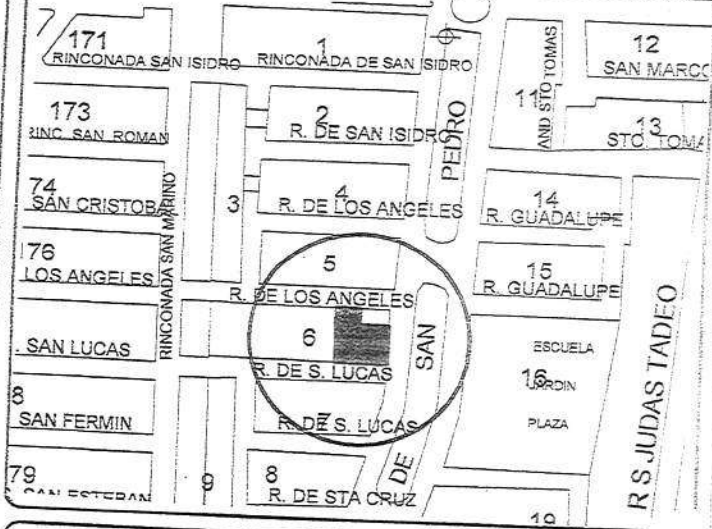 171
RINCONADA SAN ISIDRO
1
RINCONADA DE SAN ISIDRO
12
SAN MARCO
173
RINC. SAN ROMAN
2
R. DE SAN ISIDRO
PEDRO
11
AND STO TOMAS
13
STO TOMA
74
SAN CRISTOBA
RINCONADA SAN MARINO
3
4
R. DE LOS ANGELES
14
R. GUADALUPE
176
LOS ANGELES
5
R. DE LOS ANGELES
15
R. GUADALUPE
. SAN LUCAS
6
R. DE S. LUCAS
SAN
ESCUELA
16
JARDIN
PLAZA
R S JUDAS TADEO
8
SAN FERMIN
7
R. DE S. LUCAS
DE
79
SAN ESTEBAN
9
8
R. DE STA CRUZ
19